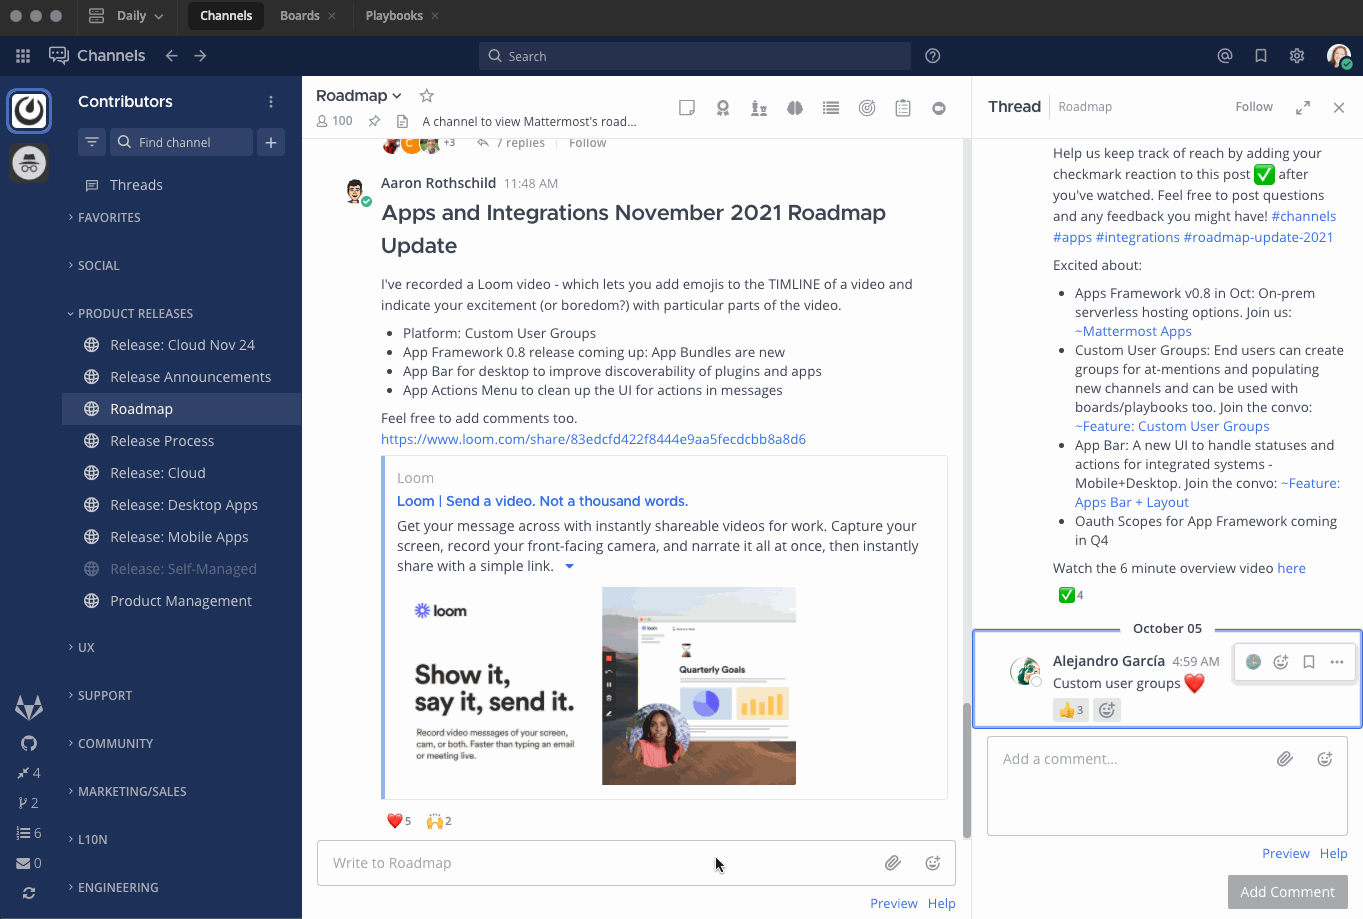 Daily
Channels
Boards
Playbooks
Channels
Search
Contributors
Find channel
Threads
FAVORITES
SOCIAL
PRODUCT RELEASES
Release: Cloud Nov 24
Release Announcements
Roadmap
Release Process
Release: Cloud
Release: Desktop Apps
Release: Mobile Apps
Release: Self-Managed
Product Management
UX
SUPPORT
COMMUNITY
MARKETING/SALES
L10N
ENGINEERING
4
2
6
0
Roadmap
100
A channel to view Mattermost's road...
C
+3
7 replies
Follow
Aaron Rothschild 11:48 AM
Apps and Integrations November 2021 Roadmap
Update
I've recorded a Loom video - which lets you add emojis to the TIMELINE of a video and
indicate your excitement (or boredom?) with particular parts of the video.
• Platform: Custom User Groups
• App Framework 0.8 release coming up: App Bundles are new
• App Bar for desktop to improve discoverability of plugins and apps
• App Actions Menu to clean up the UI for actions in messages
Feel free to add comments too.
https://www.loom.com/share/83edcfd422f8444e9aa5fecdcbb8a8d6
Loom
Loom | Send a video. Not a thousand words.
Get your message across with instantly shareable videos for work. Capture your
screen, record your front-facing camera, and narrate it all at once, then instantly
share with a simple link.
loom
Show it,
say it, send it.
Record video messages of your screen,
cam, or both. Faster than typing an email
or meeting live.
Quarterly Goals
❤️5
🙌2
Write to Roadmap
Preview
Help
Thread
Roadmap
Follow
Help us keep track of reach by adding your
checkmark reaction to this post ✅ after
you've watched. Feel free to post questions
and any feedback you might have! #channels
#apps #integrations #roadmap-update-2021
Excited about:
• Apps Framework v0.8 in Oct: On-prem
serverless hosting options. Join us:
~Mattermost Apps
• Custom User Groups: End users can create
groups for at-mentions and populating
new channels and can be used with
boards/playbooks too. Join the convo:
~Feature: Custom User Groups
• App Bar: A new UI to handle statuses and
actions for integrated systems -
Mobile+Desktop. Join the convo: ~Feature:
Apps Bar + Layout
• Oauth Scopes for App Framework coming
in Q4
Watch the 6 minute overview video here
✅4
October 05
Alejandro García 4:59 AM
Custom user groups ❤️
👍3
Add a comment...
Preview
Help
Add Comment